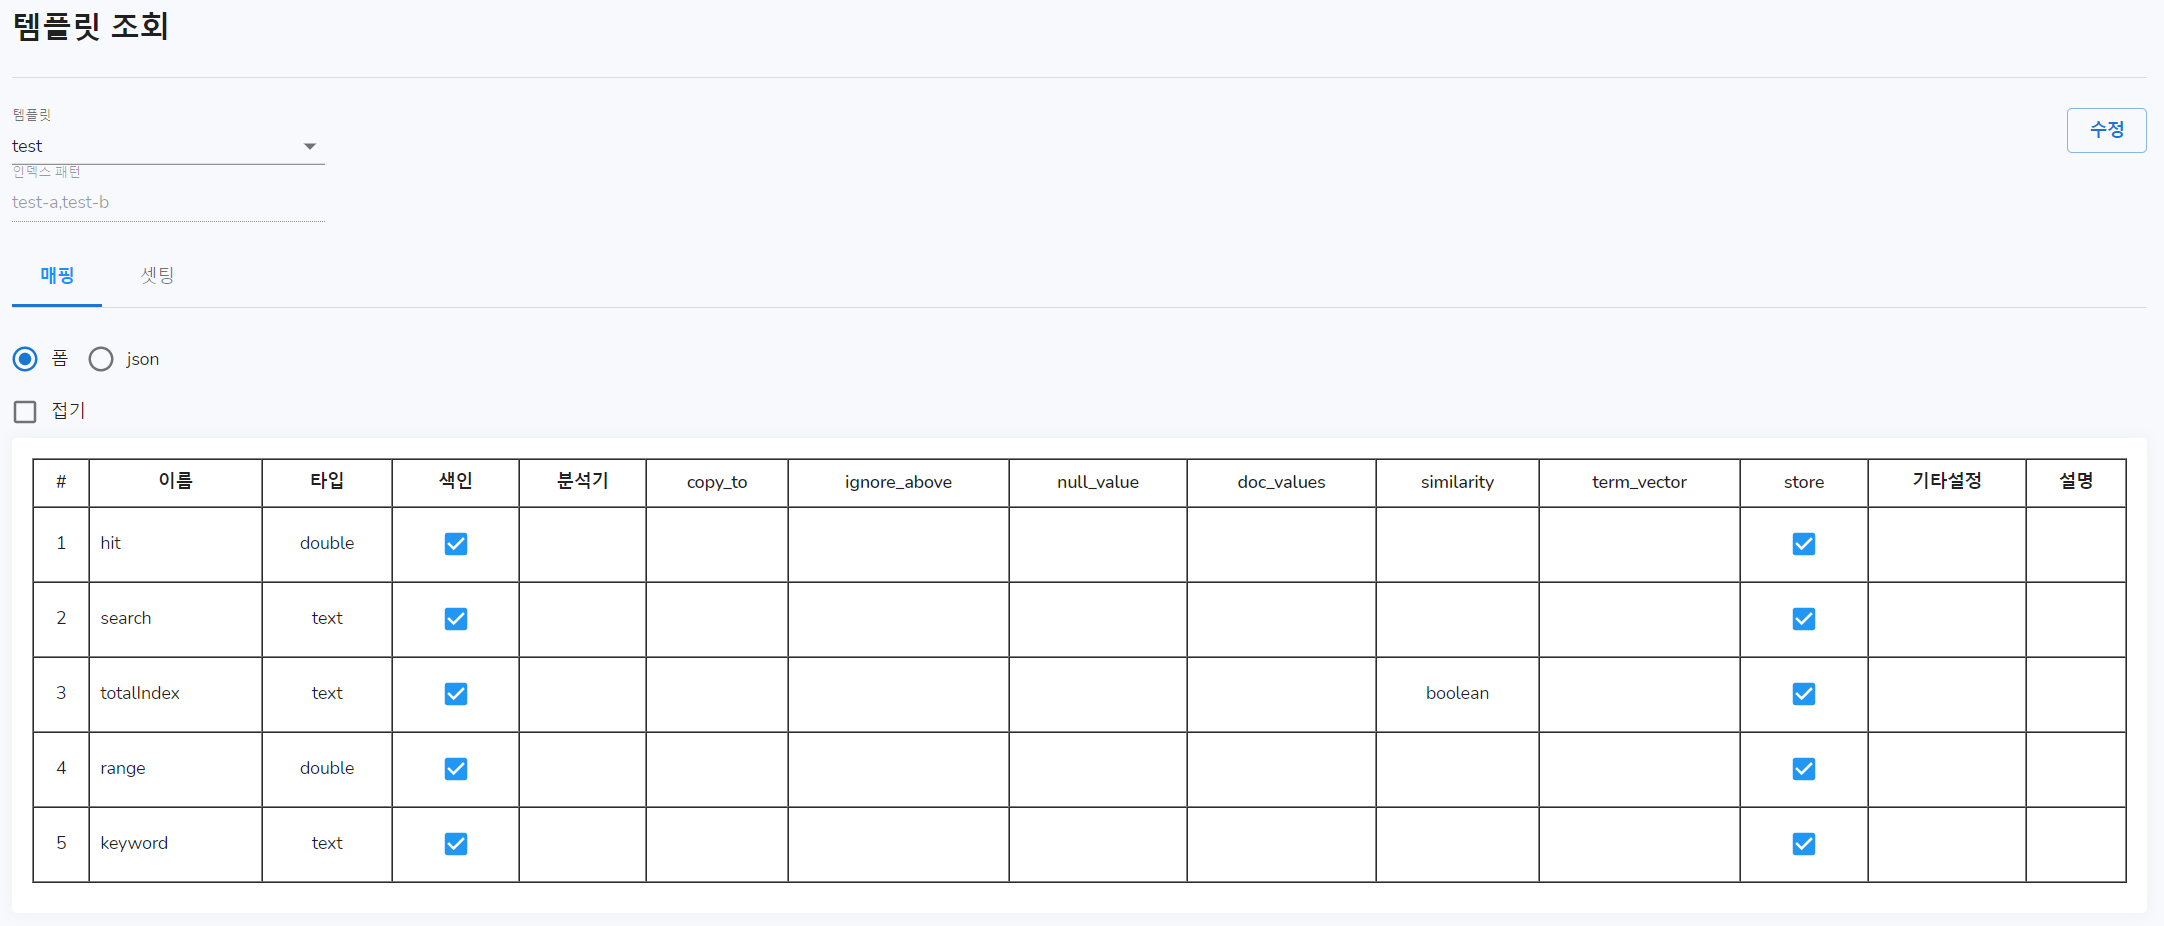 템플릿 조회
템플릿
test
수정
인덱스 패턴
test-a,test-b
매핑 셋팅
폼 json
접기
# 이름 타입 색인 분석기 copy_to ignore_above null_value doc_values similarity term_vector store 기타설정 설명
1 hit double
2 search text
3 totalIndex text boolean
4 range double
5 keyword text